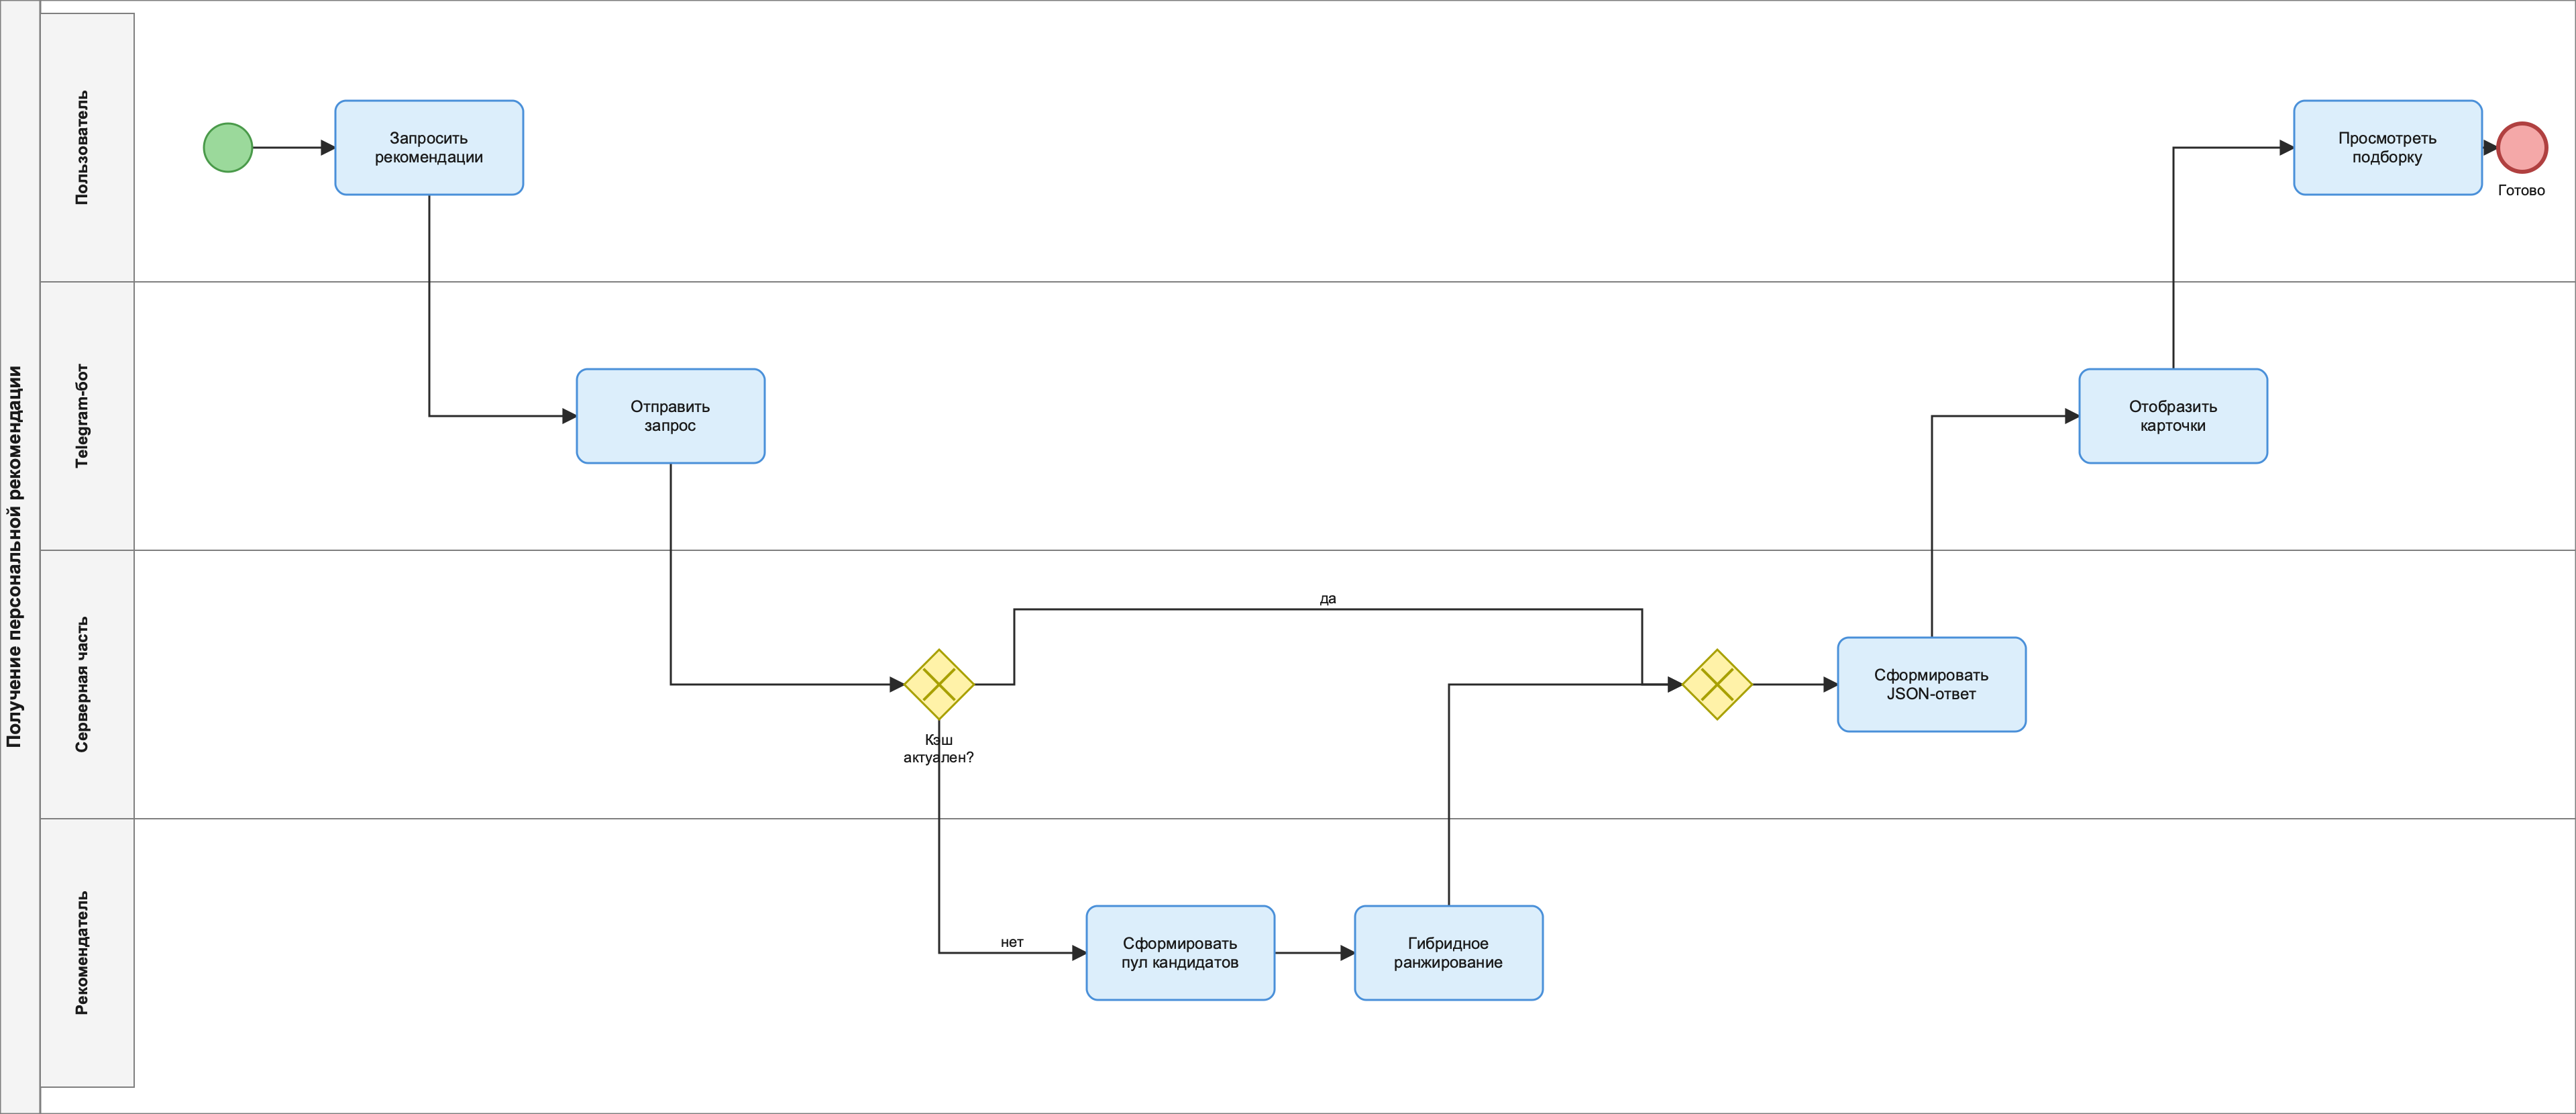 Получение персональной рекомендации
Пользователь
Запросить
рекомендации
Просмотреть
подборку
Готово
Telegram-бот
Отправить
запрос
Отобразить
карточки
Серверная часть
да
Кэш
актуален?
Сформировать
JSON-ответ
Рекомендатель
нет
Сформировать
пул кандидатов
Гибридное
ранжирование